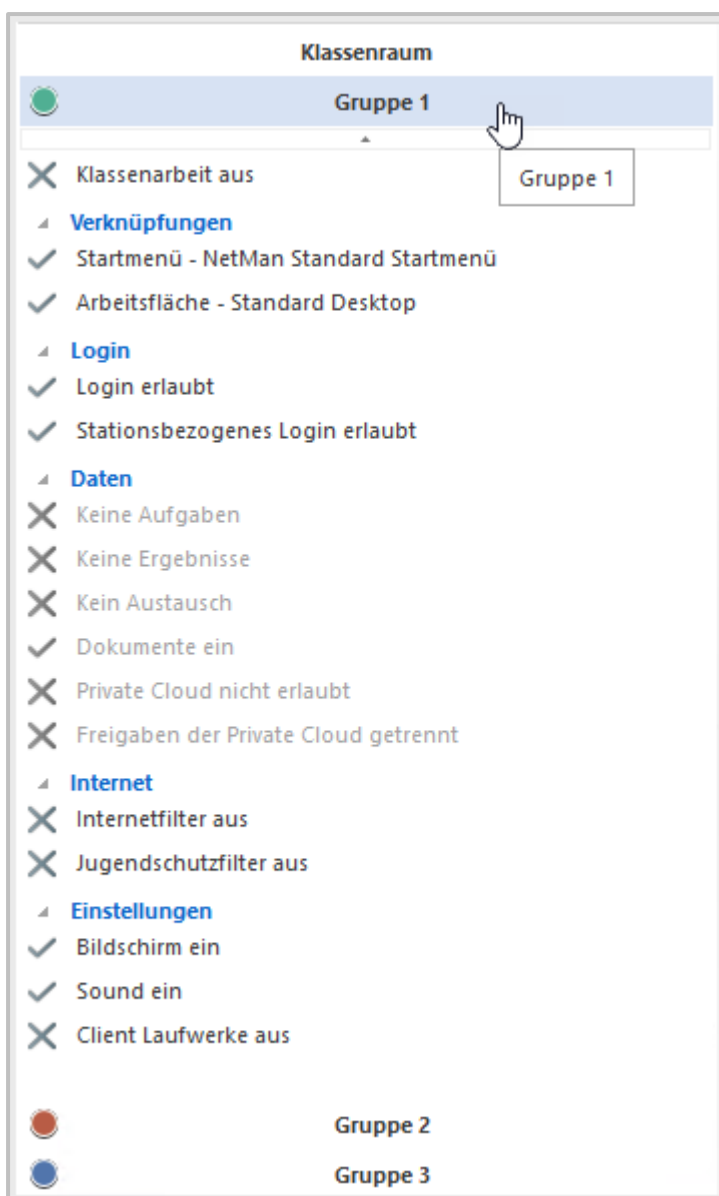 Klassenraum
Gruppe 1
Klassenarbeit aus
Gruppe 1
Verknüpfungen
Startmenü - NetMan Standard Startmenü
Arbeitsfläche - Standard Desktop
Login
Login erlaubt
Stationsbezogenes Login erlaubt
Daten
Keine Aufgaben
Keine Ergebnisse
Kein Austausch
Dokumente ein
Private Cloud nicht erlaubt
Freigaben der Private Cloud getrennt
Internet
Internetfilter aus
Jugendschutzfilter aus
Einstellungen
Bildschirm ein
Sound ein
Client Laufwerke aus
Gruppe 2
Gruppe 3